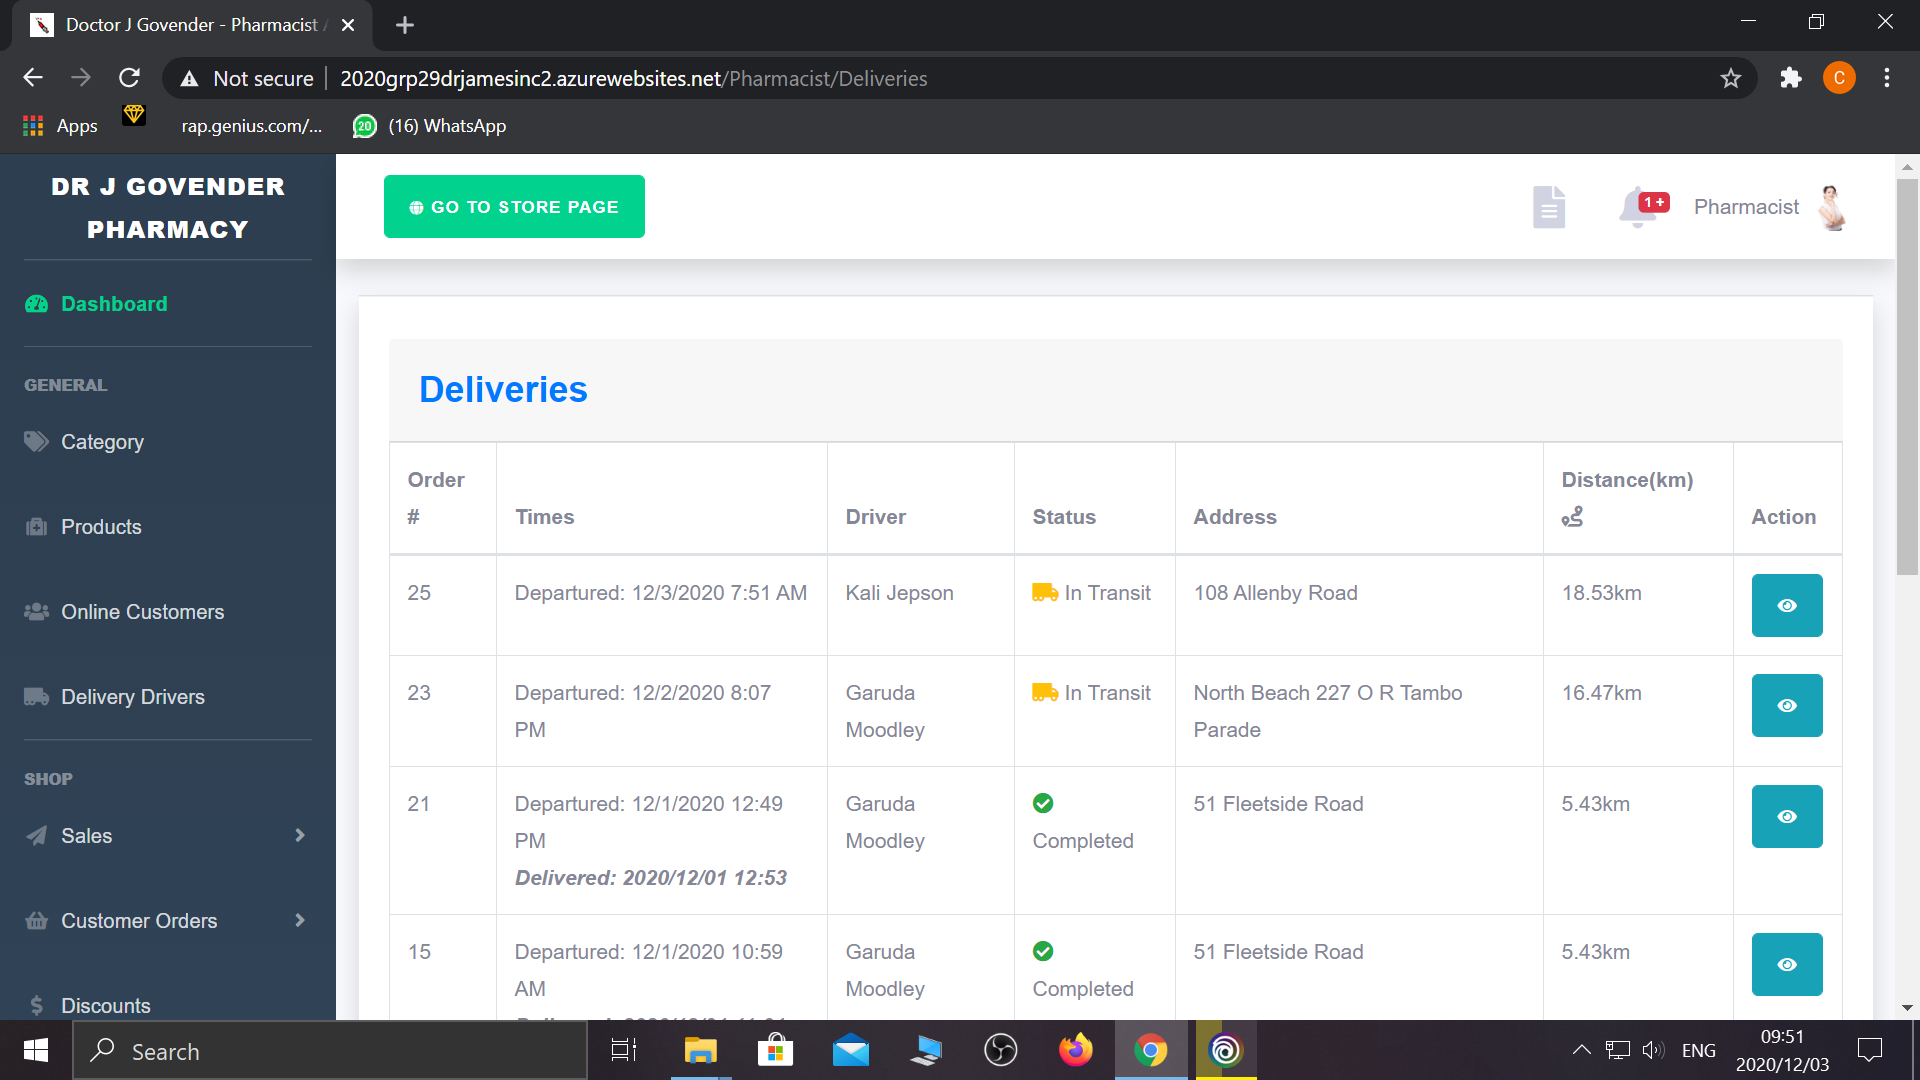 Doctor J Govender - Pharmacist
Not secure
2020grp29drjamesinc2.azurewebsites.net/Pharmacist/Deliveries
C
Apps
rap.genius.com/...
20
(16) WhatsApp
DR J GOVENDER
PHARMACY
Dashboard
GENERAL
Category
Products
Online Customers
Delivery Drivers
SHOP
Sales
Customer Orders
Discounts
GO TO STORE PAGE
1 +
Pharmacist
Deliveries
Order
#
Times
Driver
Status
Address
Distance(km)
Action
25
Departured: 12/3/2020 7:51 AM
Kali Jepson
In Transit
108 Allenby Road
18.53km
23
Departured: 12/2/2020 8:07
PM
Garuda
Moodley
In Transit
North Beach 227 O R Tambo
Parade
16.47km
21
Departured: 12/1/2020 12:49
PM
Delivered: 2020/12/01 12:53
Garuda
Moodley
Completed
51 Fleetside Road
5.43km
15
Departured: 12/1/2020 10:59
AM
Garuda
Moodley
Completed
51 Fleetside Road
5.43km
Search
ENG
09:51
2020/12/03